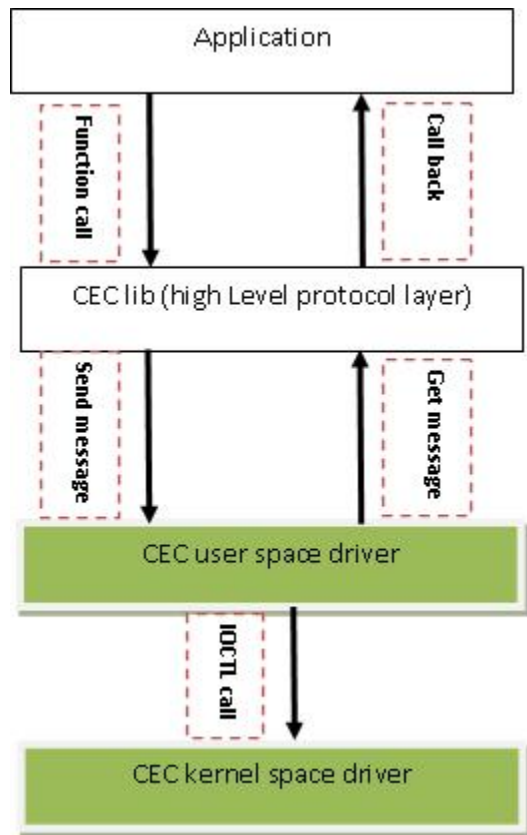 Application
Function call
Call back
CEC lib (high Level protocol layer)
Send message
Get message
CEC user space driver
IOCTL call
CEC kernel space driver